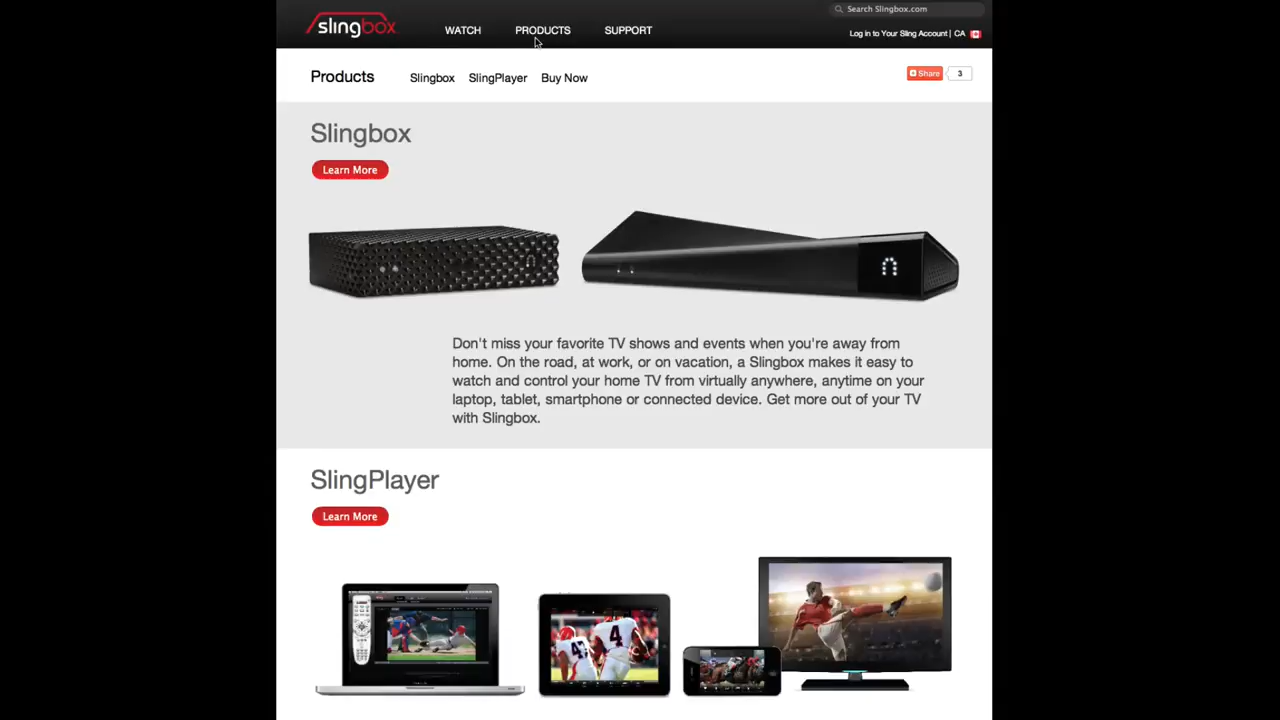 slingbox
WATCH PRODUCTS SUPPORT
Search Slingbox.com
Log in to Your Sling Account | CA
Products Slingbox SlingPlayer Buy Now
Share 3
Slingbox
Learn More
Don't miss your favorite TV shows and events when you're away from
home. On the road, at work, or on vacation, a Slingbox makes it easy to
watch and control your home TV from virtually anywhere, anytime on your
laptop, tablet, smartphone or connected device. Get more out of your TV
with Slingbox.
SlingPlayer
Learn More
47
4